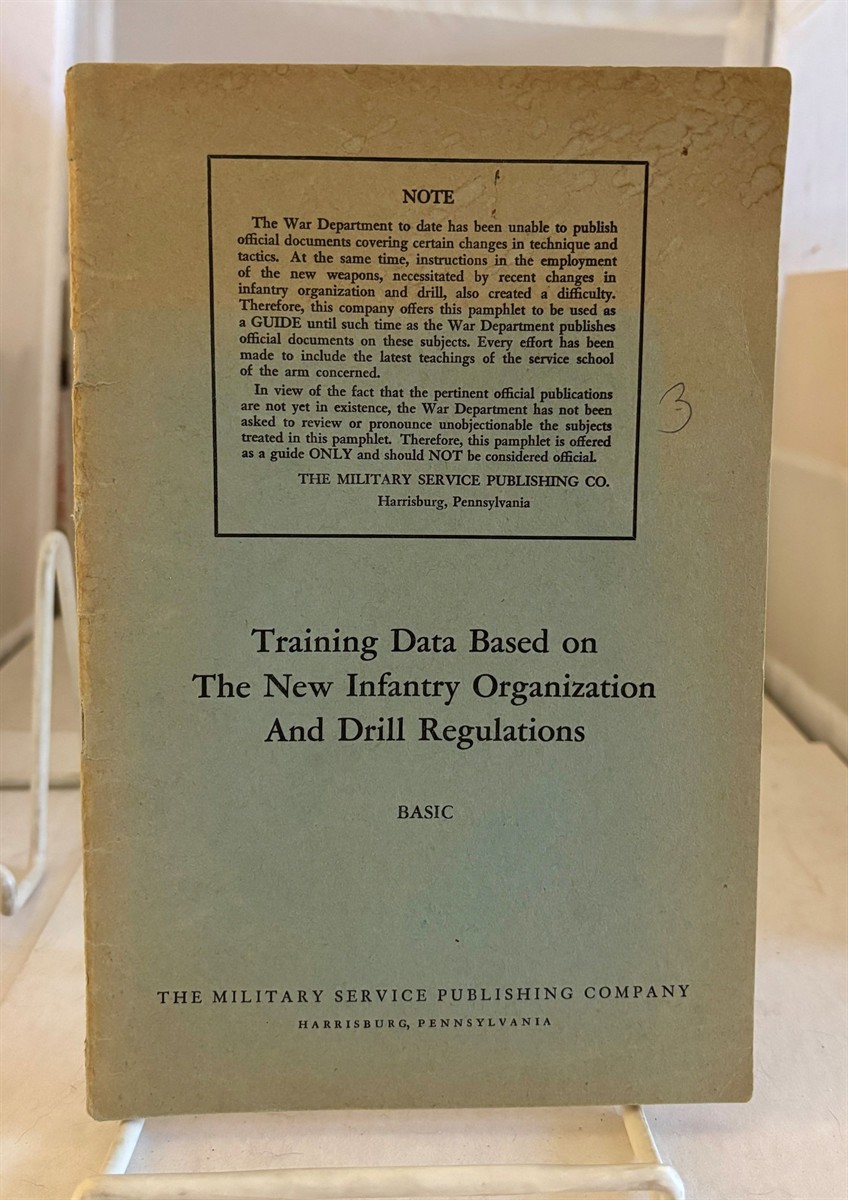 NOTE
The War Department to date has been unable to publish
official documents covering certain changes in technique and
tactics. At the same time, instructions in the employment
of the new weapons, necessitated by recent changes in
infantry organization and drill, also created a difficulty.
Therefore, this company offers this pamphlet to be used as
a GUIDE until such time as the War Department publishes
official documents on these subjects. Every effort has been
made to include the latest teachings of the service school
of the arm concerned.
In view of the fact that the pertinent official publications
are not yet in existence, the War Department has not been
asked to review or pronounce unobjectionable the subjects
treated in this pamphlet. Therefore, this pamphlet is offered
as a guide ONLY and should NOT be considered official.
THE MILITARY SERVICE PUBLISHING CO.
Harrisburg, Pennsylvania
3
Training Data Based on
The New Infantry Organization
And Drill Regulations
BASIC
THE MILITARY SERVICE PUBLISHING COMPANY
HARRISBURG, PENNSYLVANIA